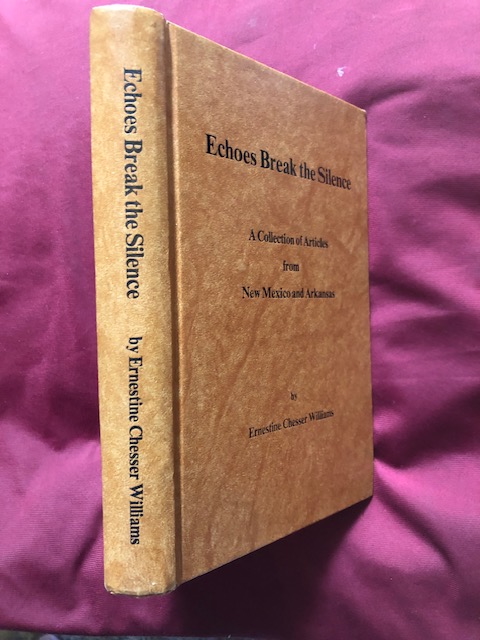 Echoes Break the Silence by Ernestine Chesser Williams
Echoes Break the Silence
A Collection of Articles
from
New Mexico and Arkansas
by
Ernestine Chesser Williams